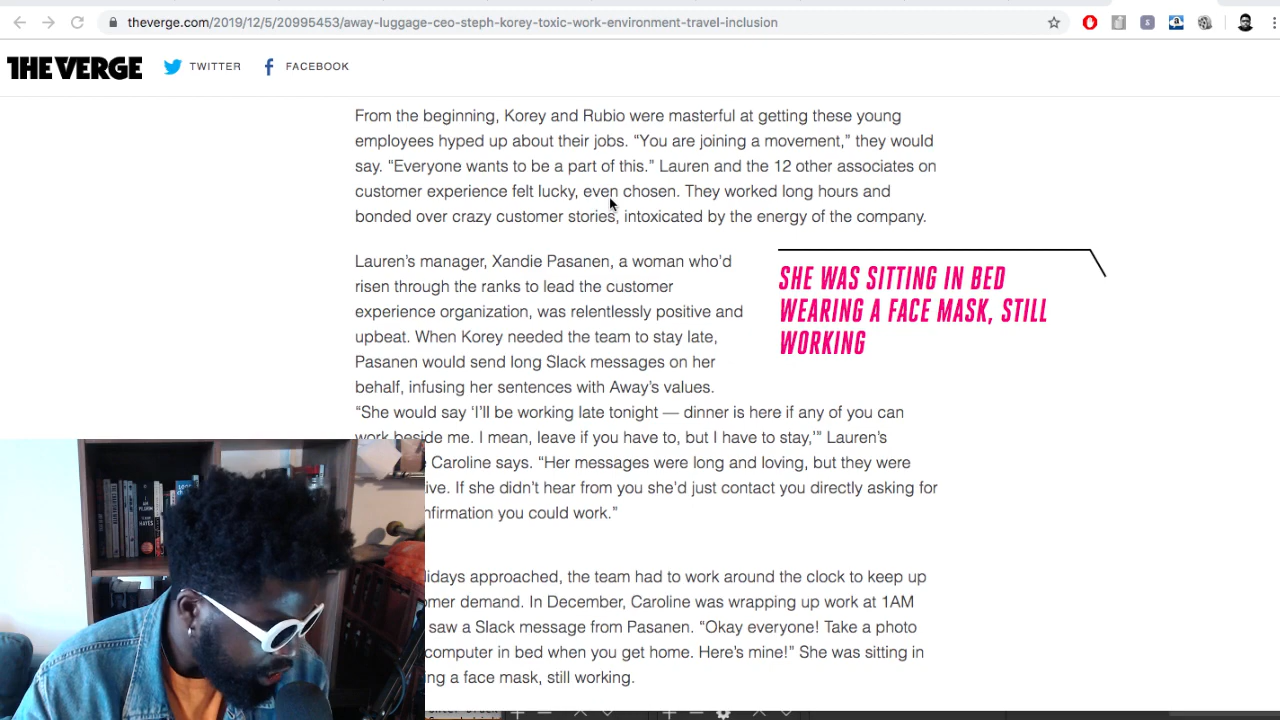 theverge.com/2019/12/5/20995453/away-luggage-ceo-steph-korey-toxic-work-environment-travel-inclusion
THE VERGE TWITTER FACEBOOK
From the beginning, Korey and Rubio were masterful at getting these young
employees hyped up about their jobs. “You are joining a movement,” they would
say. “Everyone wants to be a part of this.” Lauren and the 12 other associates on
customer experience felt lucky, even chosen. They worked long hours and
bonded over crazy customer stories, intoxicated by the energy of the company.
Lauren’s manager, Xandie Pasanen, a woman who’d
risen through the ranks to lead the customer
experience organization, was relentlessly positive and
upbeat. When Korey needed the team to stay late,
Pasanen would send long Slack messages on her
behalf, infusing her sentences with Away’s values.
“She would say ‘I’ll be working late tonight — dinner is here if any of you can
work beside me. I mean, leave if you have to, but I have to stay,’” Lauren’s
Caroline says. “Her messages were long and loving, but they were
ive. If she didn’t hear from you she’d just contact you directly asking for
nfirmation you could work.”
SHE WAS SITTING IN BED
WEARING A FACE MASK, STILL
WORKING
lidays approached, the team had to work around the clock to keep up
omer demand. In December, Caroline was wrapping up work at 1AM
saw a Slack message from Pasanen. “Okay everyone! Take a photo
computer in bed when you get home. Here’s mine!” She was sitting in
ng a face mask, still working.